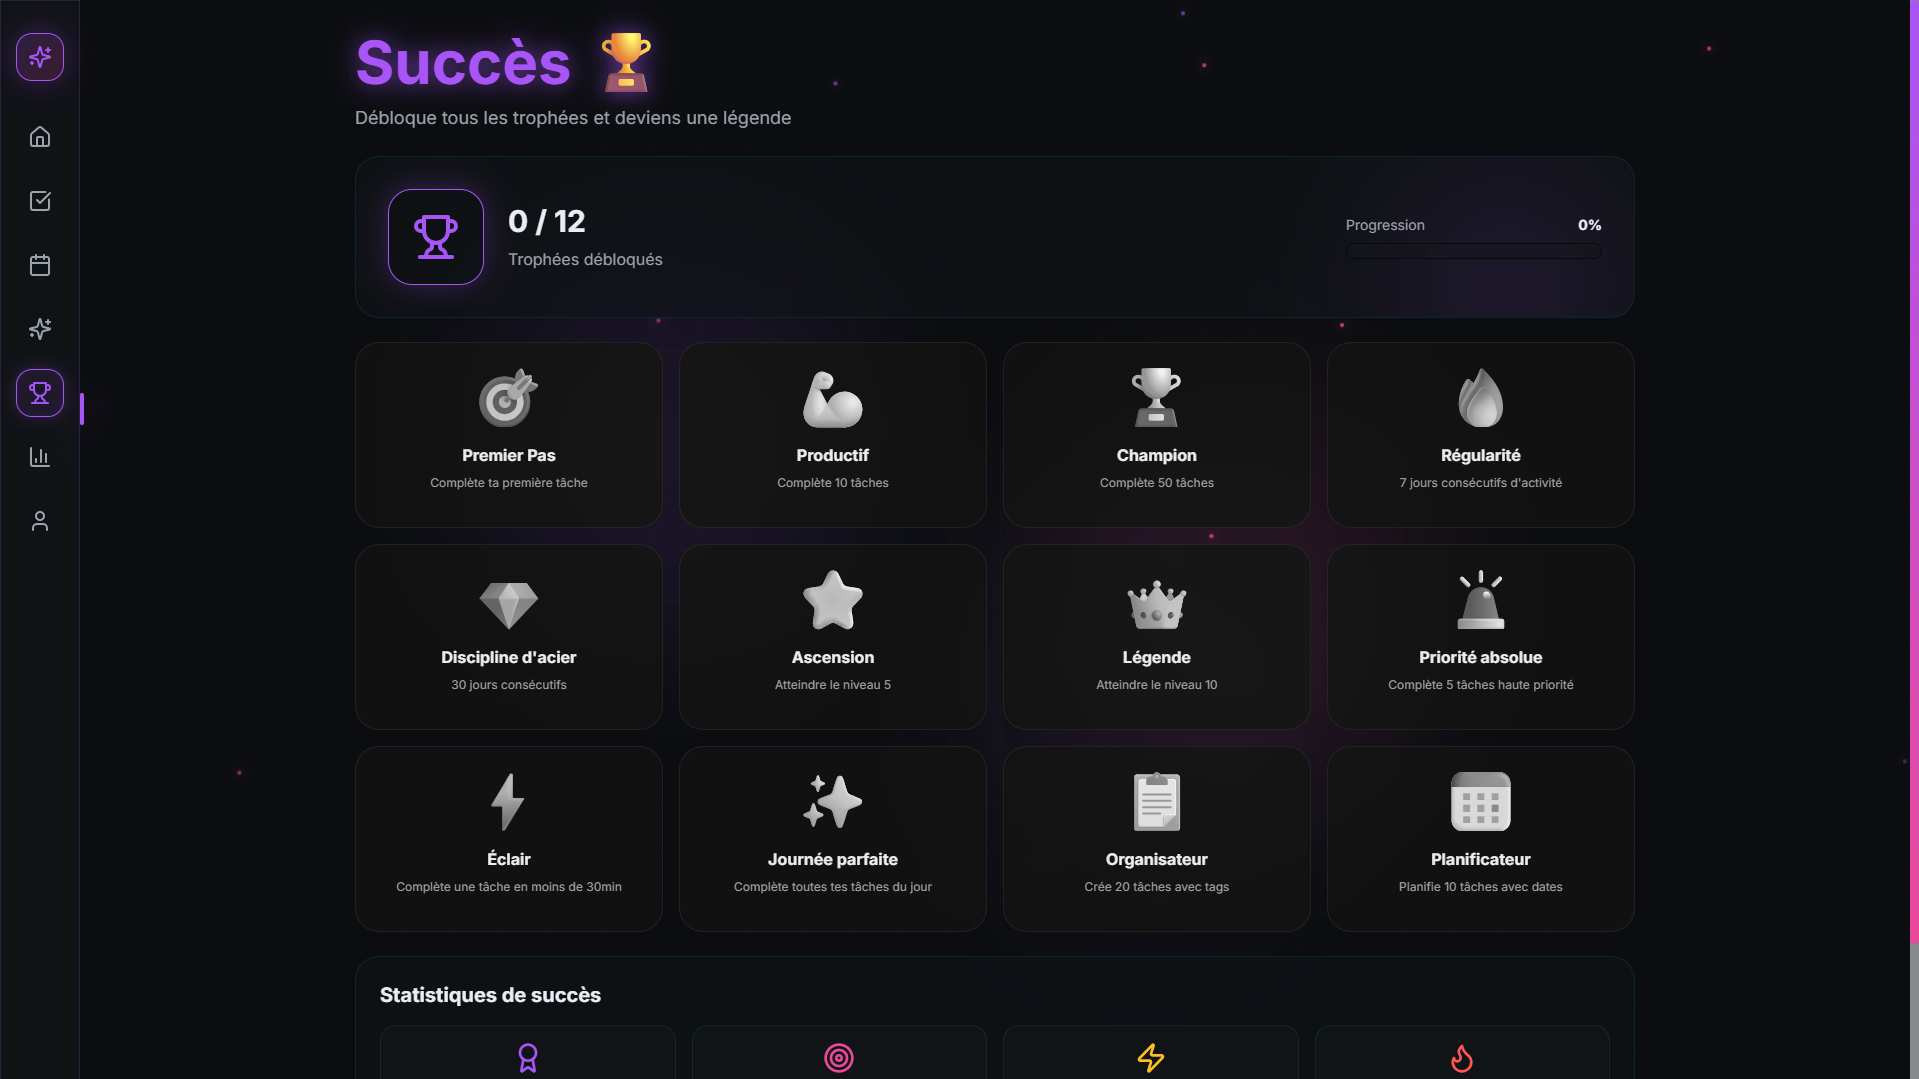 Succès
Débloque tous les trophées et deviens une légende
0 / 12
Trophées débloqués
Progression 0%
Premier Pas
Complète ta première tâche
Productif
Complète 10 tâches
Champion
Complète 50 tâches
Régularité
7 jours consécutifs d'activité
Discipline d'acier
30 jours consécutifs
Ascension
Atteindre le niveau 5
Légende
Atteindre le niveau 10
Priorité absolue
Complète 5 tâches haute priorité
Éclair
Complète une tâche en moins de 30min
Journée parfaite
Complète toutes tes tâches du jour
Organisateur
Crée 20 tâches avec tags
Planificateur
Planifie 10 tâches avec dates
Statistiques de succès